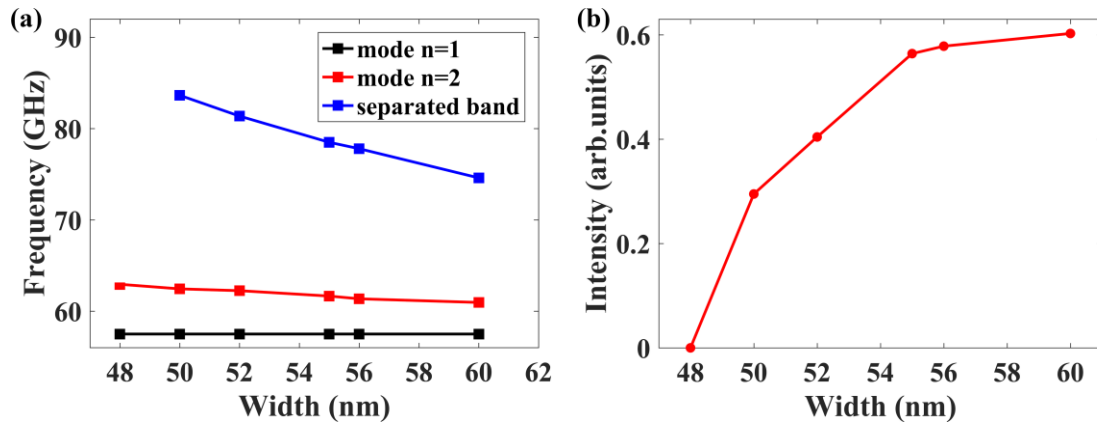 (a)
90
80
70
60
Frequency (GHz)
mode n=1
mode n=2
separated band
48 50 52 54 56 58 60 62
Width (nm)
(b)
0.6
0.4
0.2
0
Intensity (arb.units)
48 50 52 54 56 58 60
Width (nm)